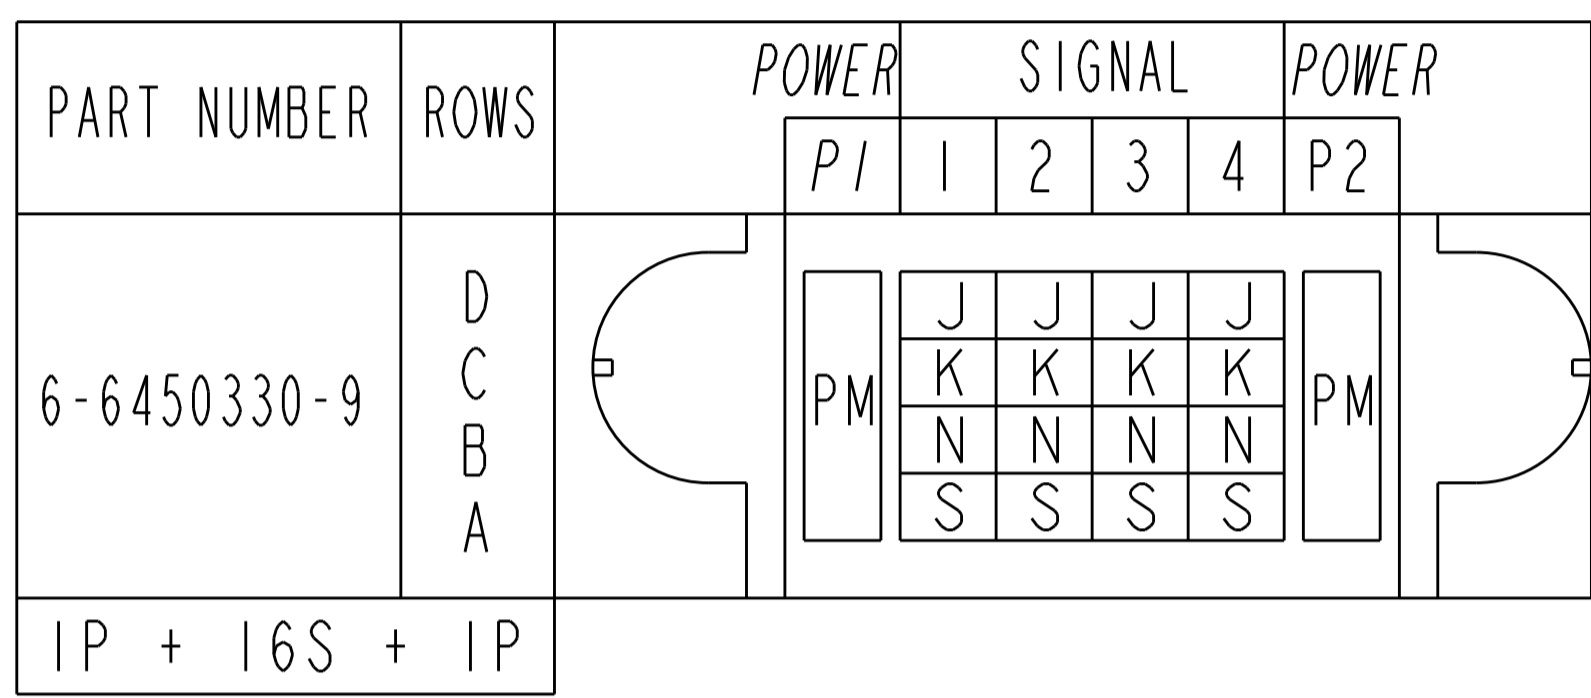 PART NUMBER ROWS POWER SIGNAL POWER
P1 1 2 3 4 P2
D J J J J
C K K K K
6-6450330-9 PM PM
B N N N N
A S S S S
1P + 16S + 1P